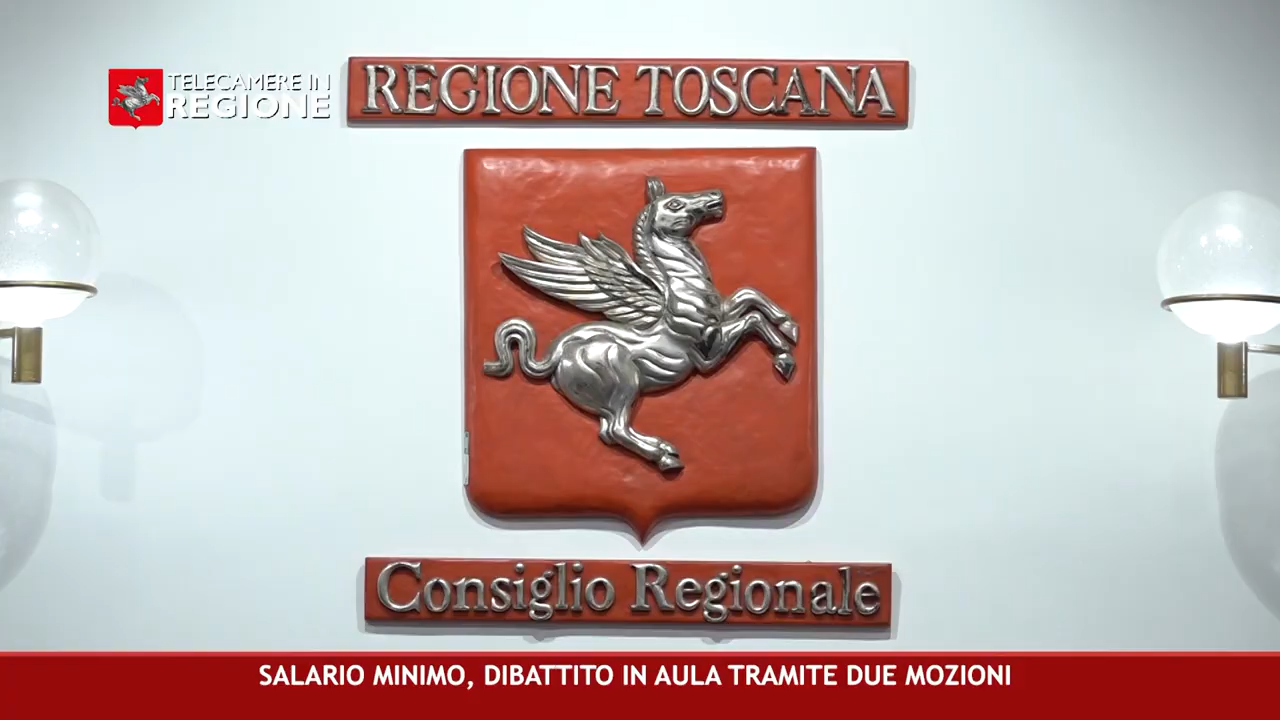 TELECAMERE IN
REGIONE
REGIONE TOSCANA
Consiglio Regionale
SALARIO MINIMO, DIBATTITO IN AULA TRAMITE DUE MOZIONI